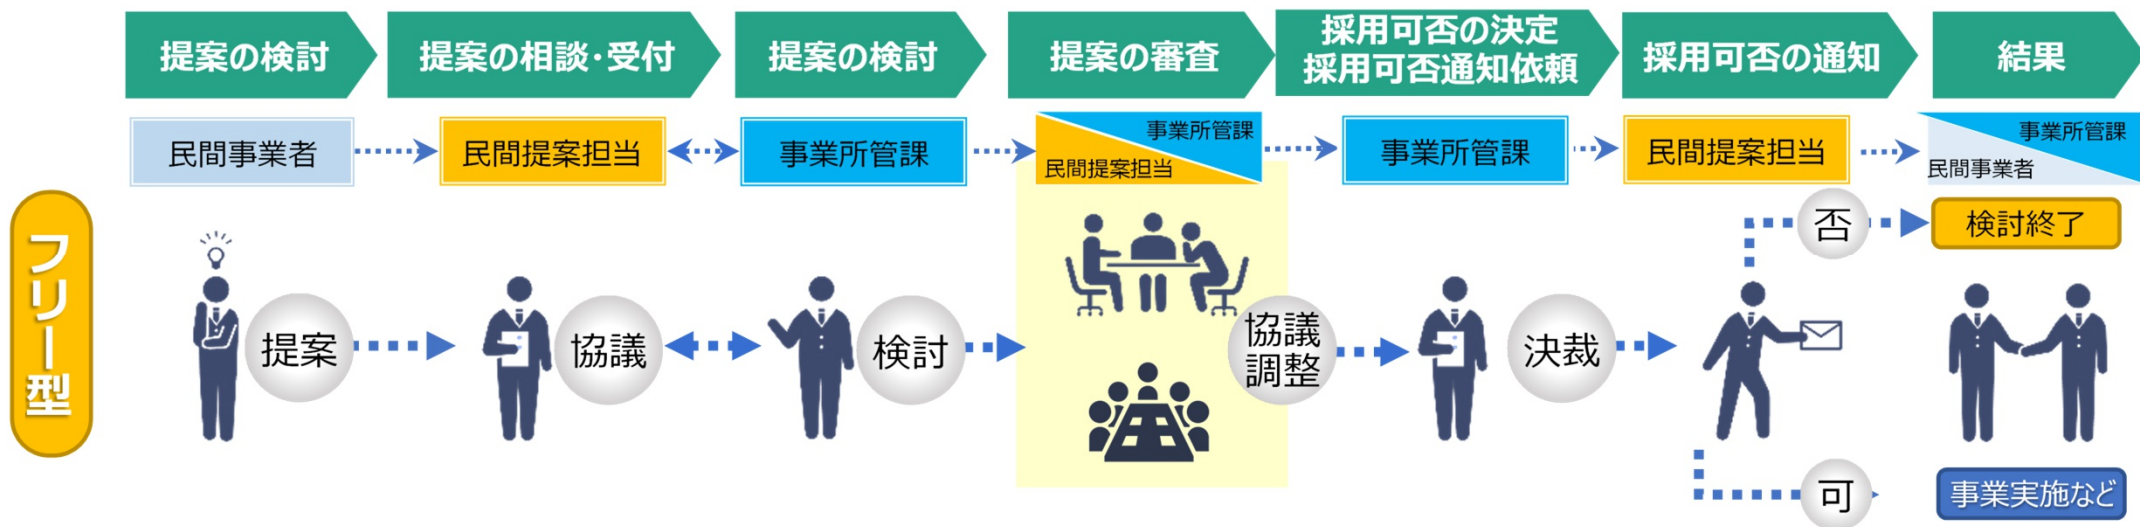 提案の検討
提案の相談・受付
提案の検討
提案の審査
採用可否の決定
採用可否通知依頼
採用可否の通知
結果
民間事業者
民間提案担当
事業所管課
事業所管課
民間提案担当
事業所管課
民間提案担当
事業所管課
民間事業者
フリー型
提案
協議
検討
協議
調整
決裁
否
検討終了
可
事業実施など